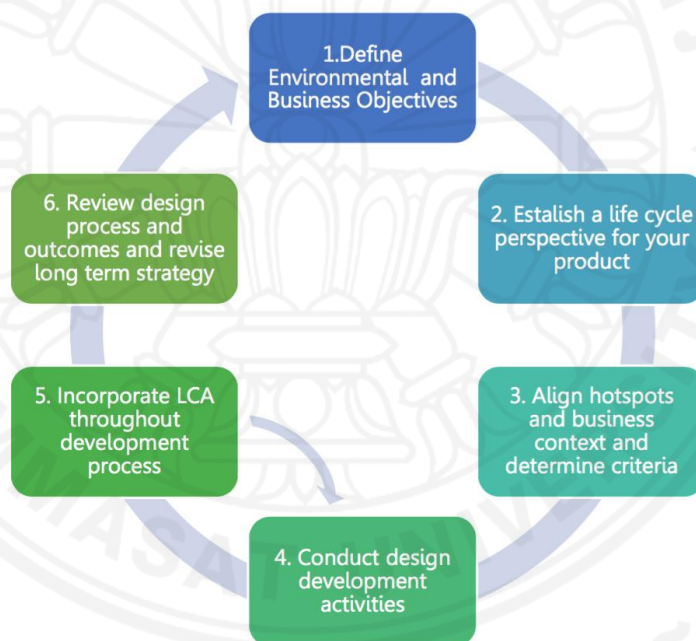 1.Define
Environmental and
Business Objectives
2. Estalish a life cycle
perspective for your
product
3. Align hotspots
and business
context and
determine criteria
4. Conduct design
development
activities
5. Incorporate LCA
throughout
development
process
6. Review design
process and
outcomes and revise
long term strategy